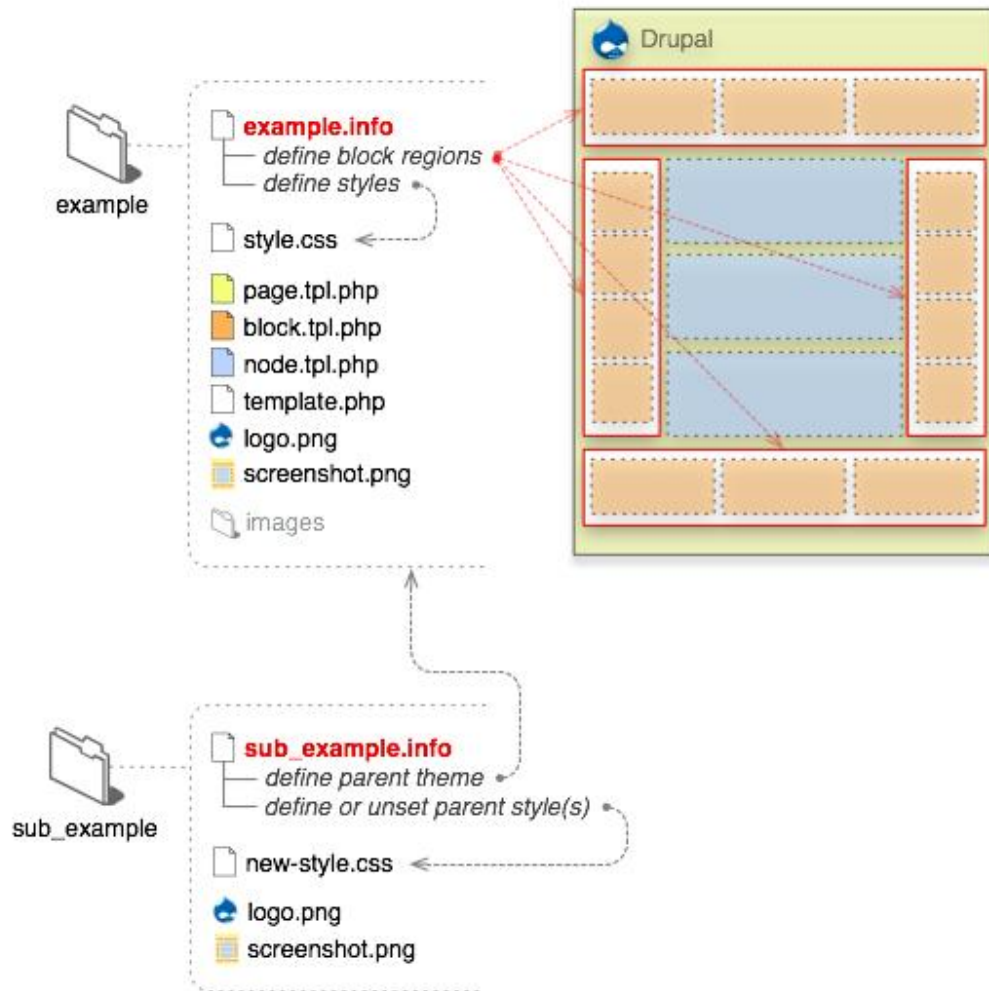 Drupal
example.info
define block regions
define styles
example
style.css
page.tpl.php
block.tpl.php
node.tpl.php
template.php
logo.png
screenshot.png
images
sub_example.info
define parent theme
define or unset parent style(s)
sub_example
new-style.css
logo.png
screenshot.png